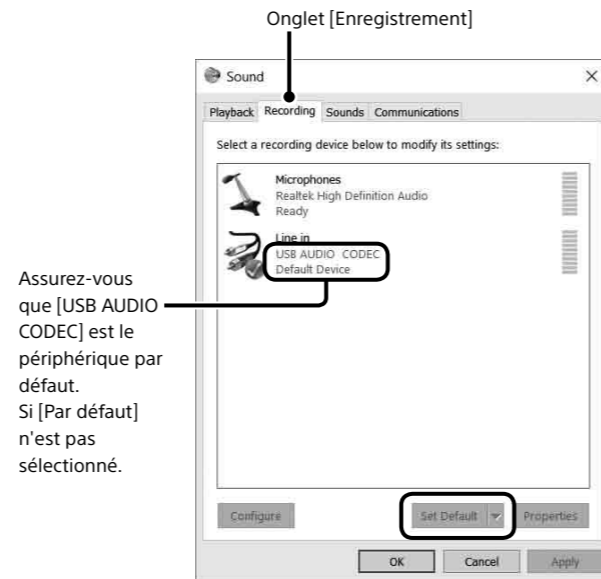 Onglet [Enregistrement]
Sound
Playback Recording Sounds Communications
Select a recording device below to modify its settings:
Microphones
Realtek High Definition Audio
Ready
Line in
USB AUDIO CODEC
Default Device
Assurez-vous
que [USB AUDIO
CODEC] est le
périphérique par
défaut.
Si [Par défaut]
n'est pas
sélectionné.
Configure Set Default Properties
OK Cancel Apply